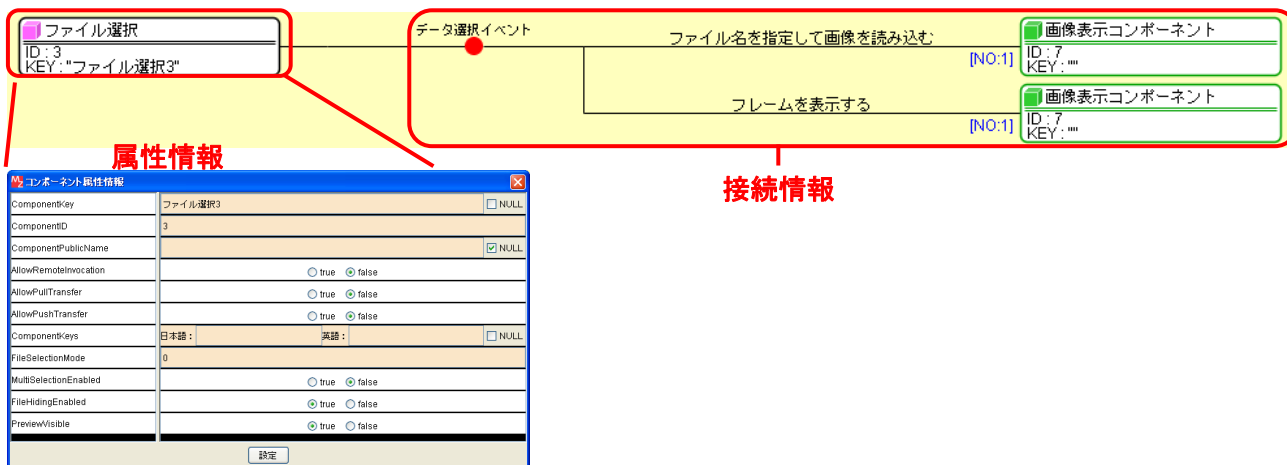 ファイル選択
ID : 3
KEY : "ファイル選択3"
データ選択イベント
ファイル名を指定して画像を読み込む
[NO:1]
画像表示コンポーネント
ID : 7
KEY : ""
フレームを表示する
[NO:1]
画像表示コンポーネント
ID : 7
KEY : ""
属性情報
接続情報
コンポーネント属性情報
ComponentKey ファイル選択3 NULL
ComponentID 3
ComponentPublicName NULL
AllowRemoteInvocation true false
AllowPullTransfer true false
AllowPushTransfer true false
ComponentKeys 日本語: 英語: NULL
FileSelectionMode 0
MultiSelectionEnabled true false
FileHidingEnabled true false
PreviewVisible true false
設定